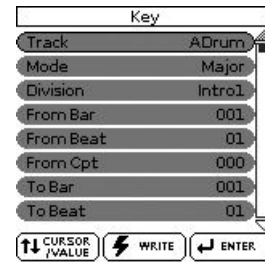 Key
Track ADrum
Mode Major
Division Intro1
From Bar 001
From Beat 01
From Cpt 000
To Bar 001
To Beat 01
CURSOR /VALUE WRITE ENTER